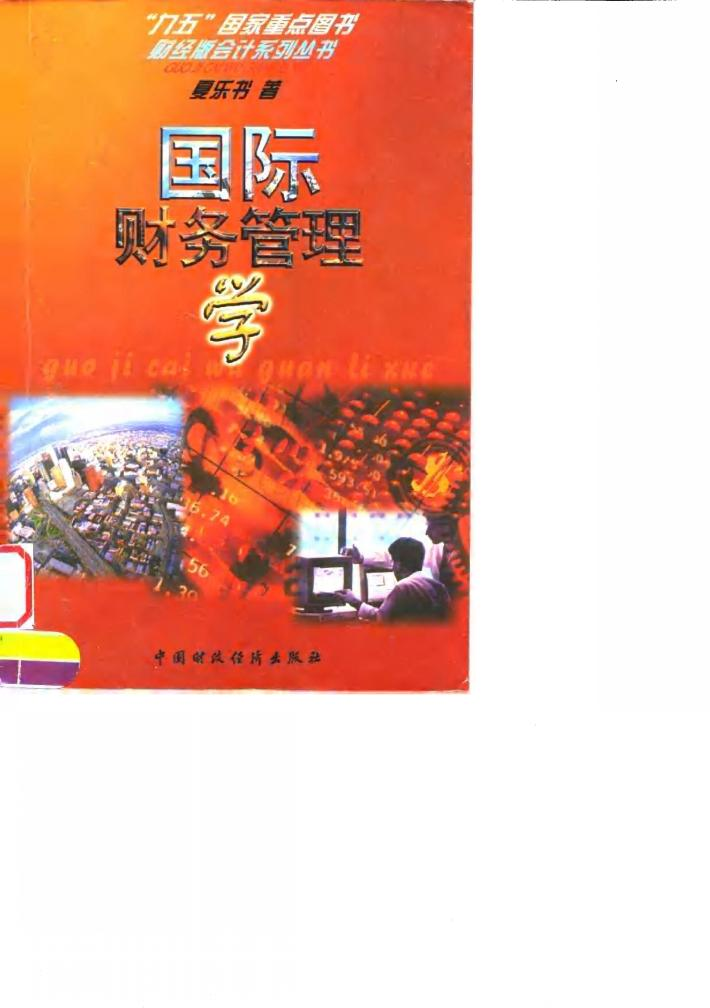 “九五”国家重点图书
财经版会计系列丛书
夏乐书 著
国际
财务管理
学
guo ji cai wu guan li xue
中国财政经济出版社